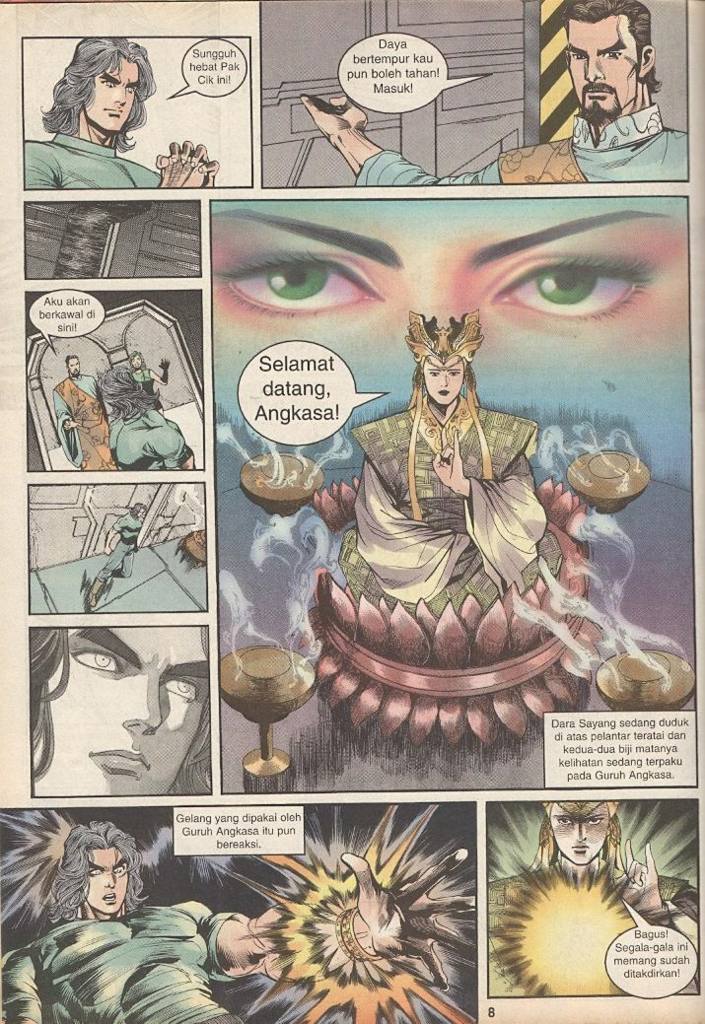 Sungguh
hebat Pak
Cik ini!
Daya
bertempur kau
pun boleh tahan!
Masuk!
Aku akan
berkawal di
sini!
Selamat
datang,
Angkasa!
Dara Sayang sedang duduk
di atas pelantar teratai dan
kedua-dua biji matanya
kelihatan sedang terpaku
pada Guruh Angkasa.
Gelang yang dipakai oleh
Guruh Angkasa itu pun
bereaksi.
Bagus!
Segala-gala ini
memang sudah
ditakdirkan!
8